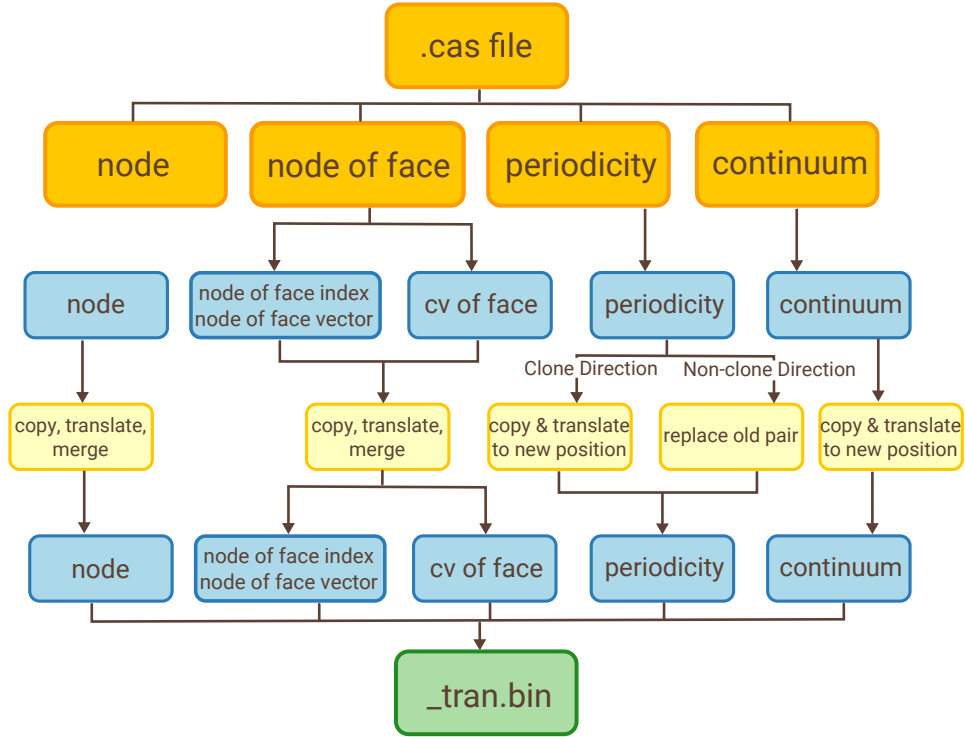 .cas file
node
node of face
periodicity
continuum
node
node of face index
node of face vector
cv of face
periodicity
continuum
Clone Direction
Non-clone Direction
copy, translate,
merge
copy, translate,
merge
copy & translate
to new position
replace old pair
copy & translate
to new position
node
node of face index
node of face vector
cv of face
periodicity
continuum
_tran.bin